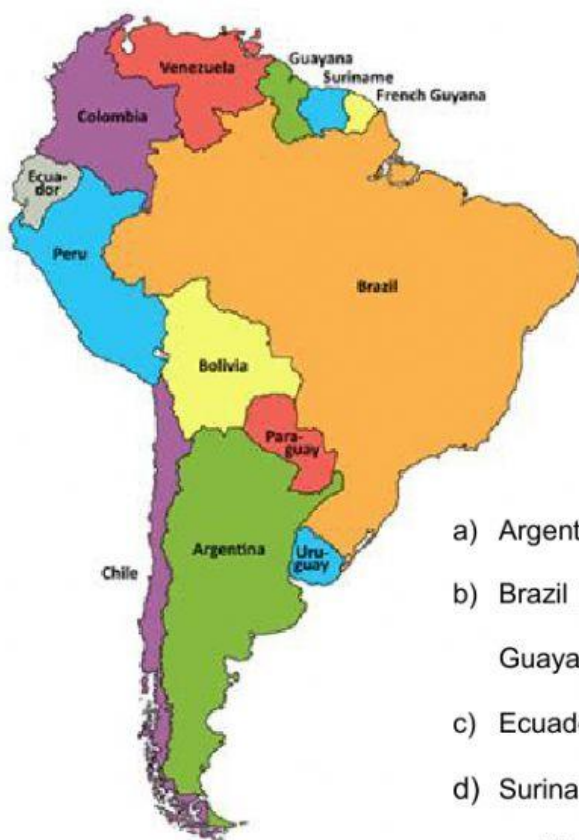 Guayana
Suriname
French Guyana
Venezuela
Colombia
Ecua-
dor
Peru
Brazil
Bolivia
Para-
guay
Argentina
Uru-
guay
Chile
a) Argent
b) Brazil
Guaya
c) Ecuado
d) Surina